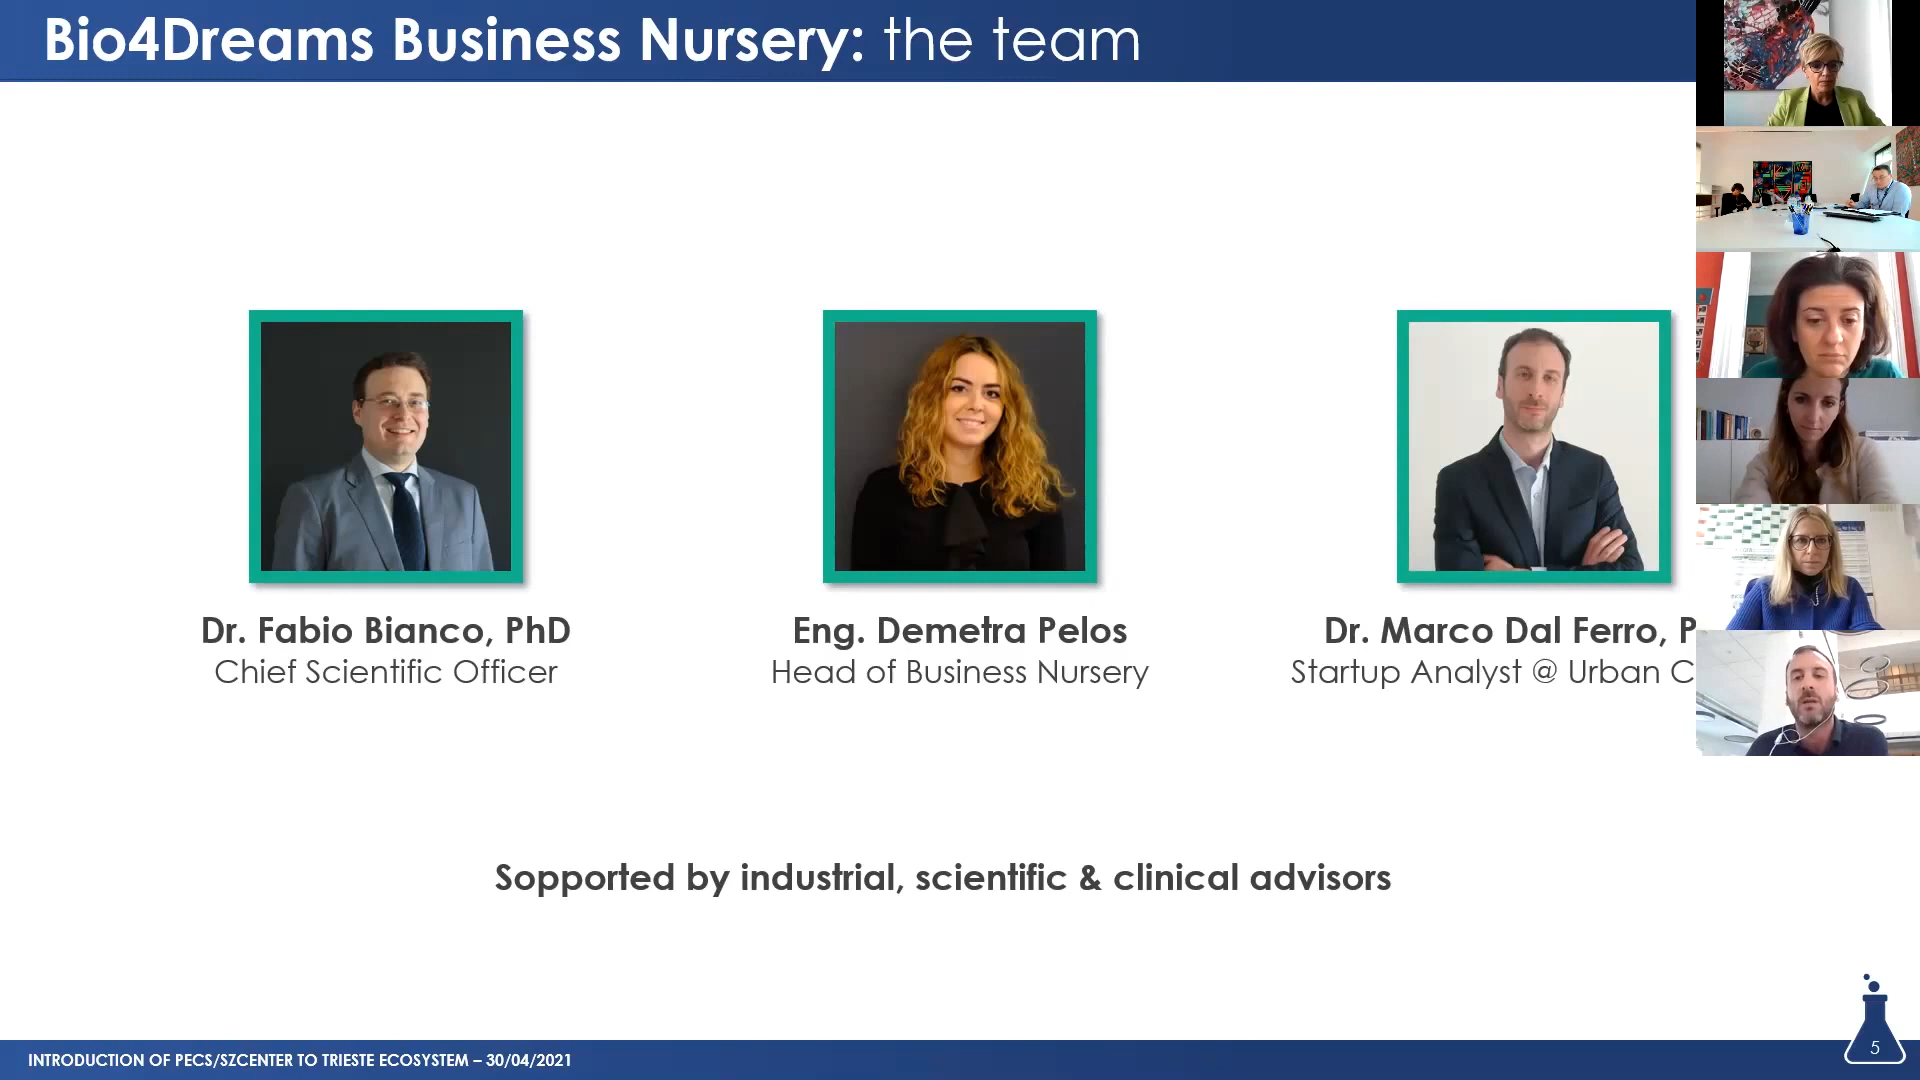 Bio4Dreams Business Nursery: the team
Dr. Fabio Bianco, PhD
Chief Scientific Officer
Eng. Demetra Pelos
Head of Business Nursery
Dr. Marco Dal Ferro, P
Startup Analyst @ Urban C
Sopported by industrial, scientific & clinical advisors
INTRODUCTION OF PECS/SZCENTER TO TRIESTE ECOSYSTEM – 30/04/2021
5